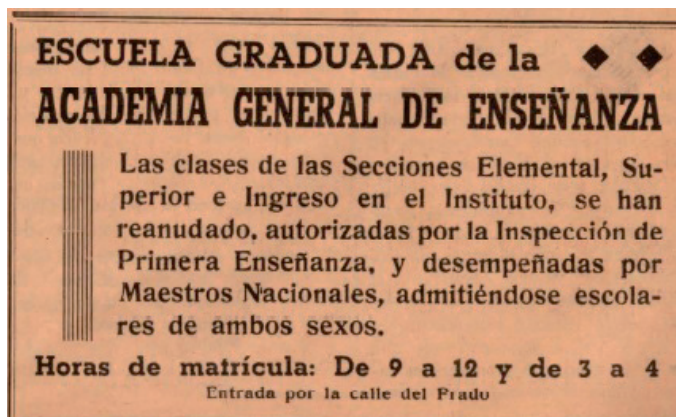 ESCUELA GRADUADA de la
ACADEMIA GENERAL DE ENSEÑANZA
Las clases de las Secciones Elemental, Su-
perior e Ingreso en el Instituto, se han
reanudado, autorizadas por la Inspección de
Primera Enseñanza, y desempeñadas por
Maestros Nacionales, admitiéndose escola-
res de ambos sexos.
Horas de matrícula: De 9 a 12 y de 3 a 4
Entrada por la calle del Prado